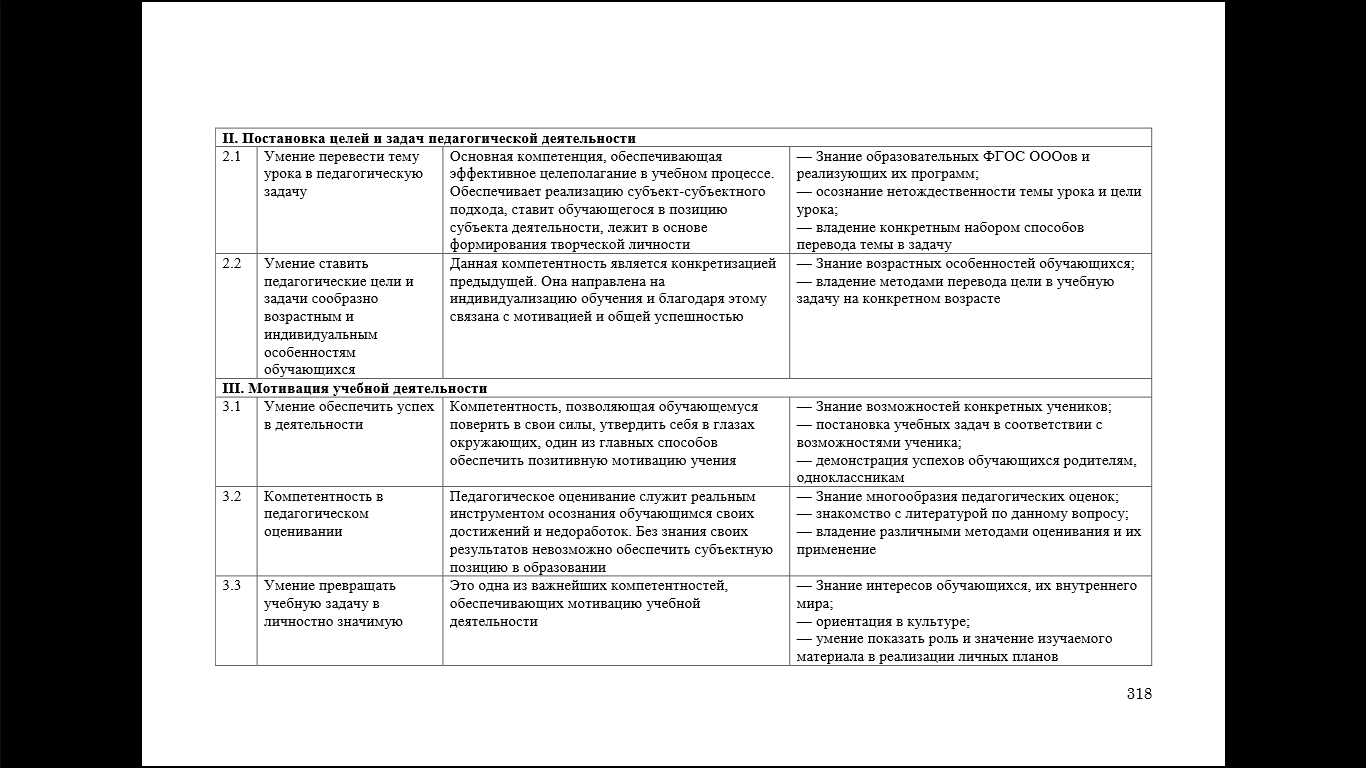 II. Постановка целей и задач педагогической деятельности
2.1
Умение перевести тему
урока в педагогическую
задачу
Основная компетенция, обеспечивающая
эффективное целеполагание в учебном процессе.
Обеспечивает реализацию субъект-субъектного
подхода, ставит обучающегося в позицию
субъекта деятельности, лежит в основе
формирования творческой личности
— Знание образовательных ФГОС ОООов и
реализующих их программ;
— осознание нетождественности темы урока и цели
урока;
— владение конкретным набором способов
перевода темы в задачу
2.2
Умение ставить
педагогические цели и
задачи сообразно
возрастным и
индивидуальным
особенностям
обучающихся
Данная компетентность является конкретизацией
предыдущей. Она направлена на
индивидуализацию обучения и благодаря этому
связана с мотивацией и общей успешностью
— Знание возрастных особенностей обучающихся;
— владение методами перевода цели в учебную
задачу на конкретном возрасте
III. Мотивация учебной деятельности
3.1
Умение обеспечить успех
в деятельности
Компетентность, позволяющая обучающемуся
поверить в свои силы, утвердить себя в глазах
окружающих, один из главных способов
обеспечить позитивную мотивацию учения
— Знание возможностей конкретных учеников;
— постановка учебных задач в соответствии с
возможностями ученика;
— демонстрация успехов обучающихся родителям,
одноклассникам
3.2
Компетентность в
педагогическом
оценивании
Педагогическое оценивание служит реальным
инструментом осознания обучающимся своих
достижений и недоработок. Без знания своих
результатов невозможно обеспечить субъектную
позицию в образовании
— Знание многообразия педагогических оценок;
— знакомство с литературой по данному вопросу;
— владение различными методами оценивания и их
применение
3.3
Умение превращать
учебную задачу в
личностно значимую
Это одна из важнейших компетентностей,
обеспечивающих мотивацию учебной
деятельности
— Знание интересов обучающихся, их внутреннего
мира;
— ориентация в культуре;
— умение показать роль и значение изучаемого
материала в реализации личных планов
318